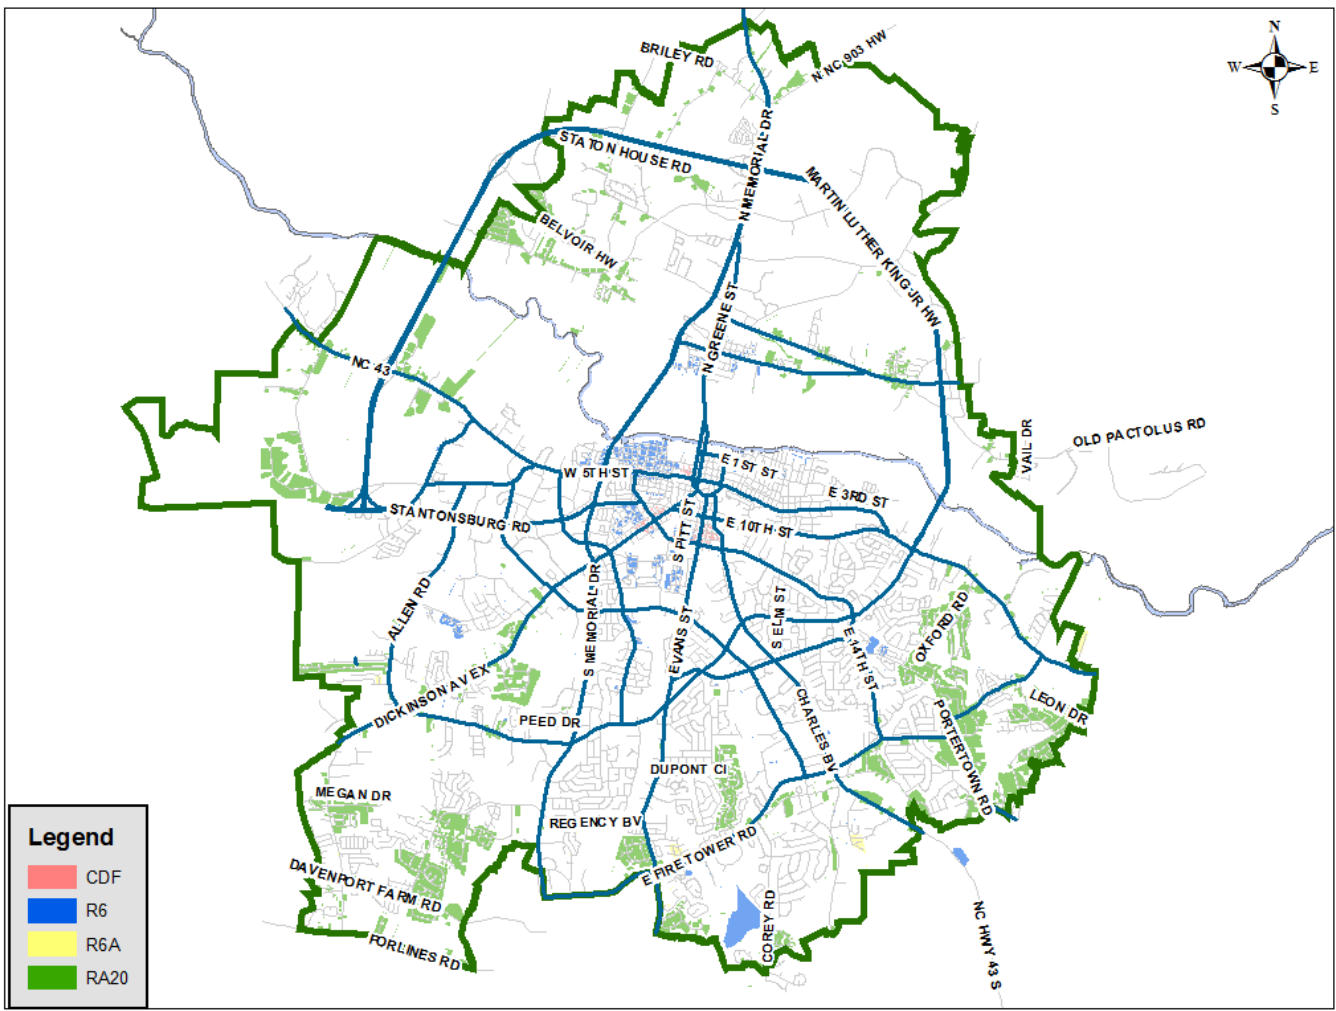 N
W E
S
BRILEY RD
N NC 903 HW
STATON HOUSE RD
N MEMORIAL DR
MARTIN LUTHER KING JR HW
BELVOIR HW
N GREENE ST
NC 43
VAIL DR
OLD PACTOLUS RD
E 1ST ST
W 5TH ST
E 3RD ST
STANTONSBURG RD
S PITT ST
E 10TH ST
ALLEN RD
S MEMORIAL DR
EVANS ST
S ELM ST
E 14TH ST
OXFORD RD
DICKINSON AV EX
PEED DR
CHARLES BV
PORTERTOWN RD
LEON DR
DUPONT CI
MEGAN DR
REGENCY BV
E FIRE TOWER RD
DAVENPORT FARM RD
COREY RD
FORLINES RD
NC HWY 43 S
Legend
CDF
R6
R6A
RA20